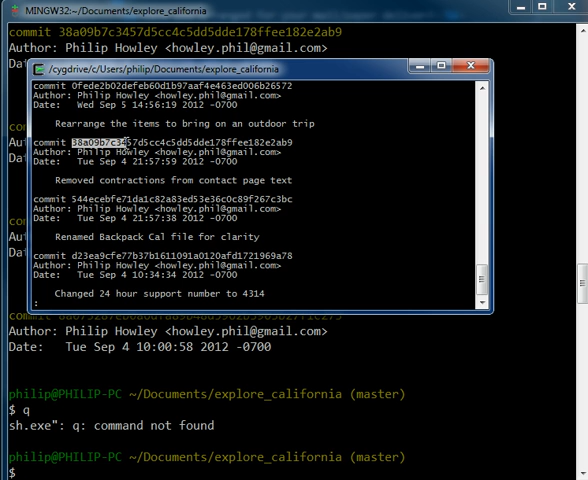 MINGW32:~/Documents/explore_california
commit 38a09b7c3457d5cc4c5dd5dde178ffee182e2ab9
Author: Philip Howley <howley.phil@gmail.com>
/cygdrive/c/Users/philip/Documents/explore_california
commit 0fede2b02defeb60d1b97aaf4e463ed006b26572
Author: Philip Howley <howley.phil@gmail.com>
Date: Wed Sep 5 14:56:19 2012 -0700
Rearrange the items to bring on an outdoor trip
commit 38a09b7c3457d5cc4c5dd5dde178ffee182e2ab9
Author: Philip Howley <howley.phil@gmail.com>
Date: Tue Sep 4 21:57:59 2012 -0700
Removed contractions from contact page text
commit 544ecebfe71da1c82a83ed53e36c0c89f267c3bc
Author: Philip Howley <howley.phil@gmail.com>
Date: Tue Sep 4 21:57:38 2012 -0700
Renamed Backpack Cal file for clarity
commit d23ea9cfe77b37b1611091a0120afd1721969a78
Author: Philip Howley <howley.phil@gmail.com>
Date: Tue Sep 4 10:34:34 2012 -0700
Changed 24 hour support number to 4314
:
Author: Philip Howley <howley.phil@gmail.com>
Date: Tue Sep 4 10:00:58 2012 -0700
philip@PHILIP-PC ~/Documents/explore_california (master)
$ q
sh.exe": q: command not found
philip@PHILIP-PC ~/Documents/explore_california (master)
$